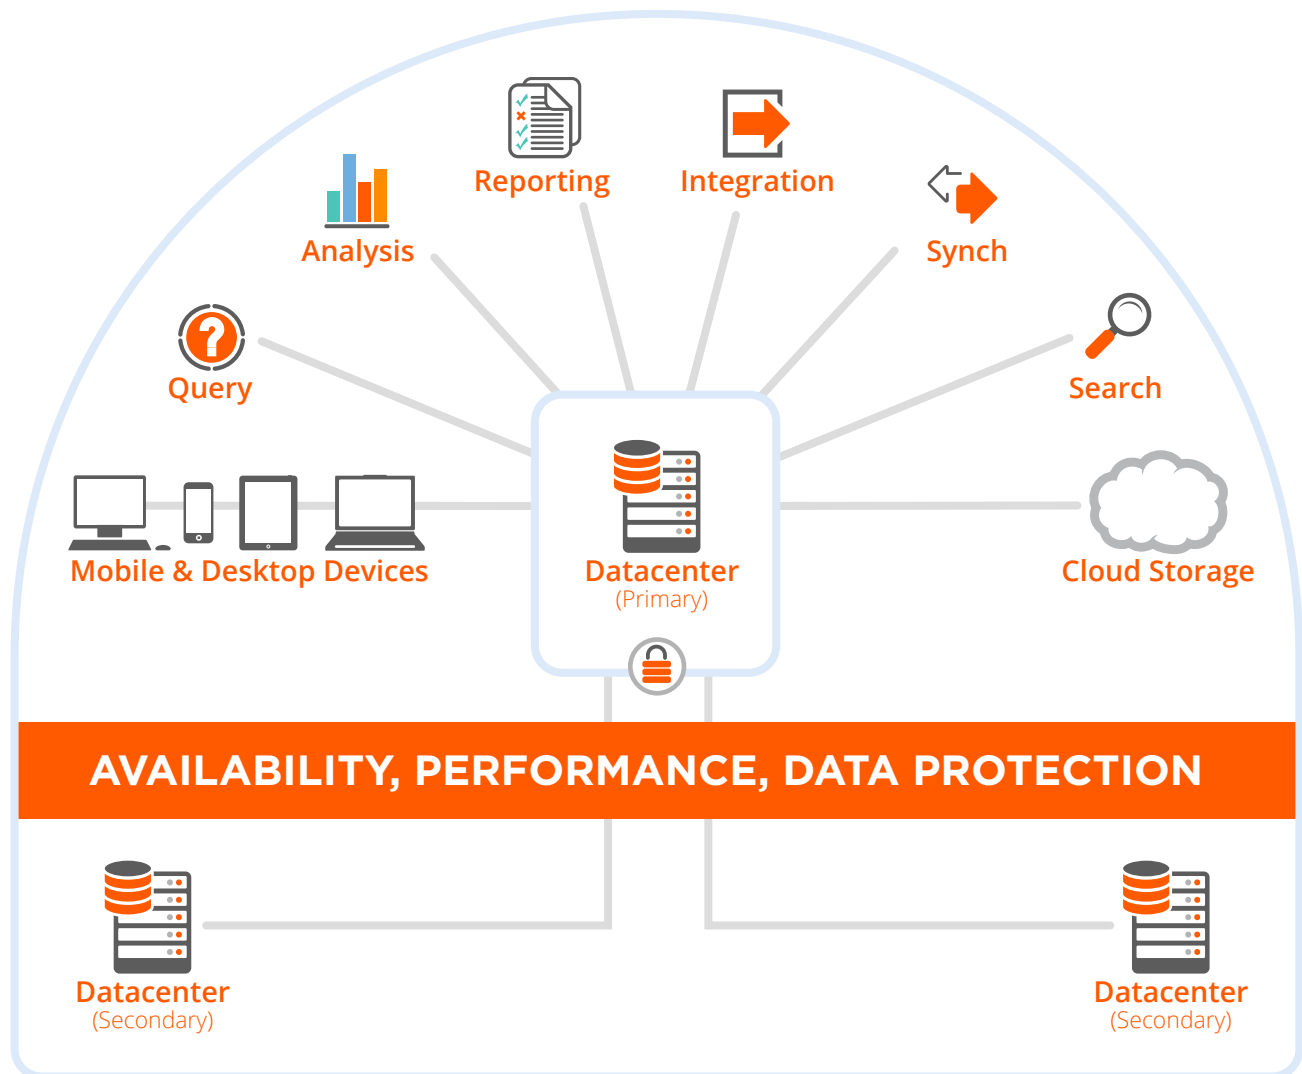 Reporting
Integration
Analysis
Synch
Query
Search
Mobile & Desktop Devices
Datacenter
(Primary)
Cloud Storage
AVAILABILITY, PERFORMANCE, DATA PROTECTION
Datacenter
(Secondary)
Datacenter
(Secondary)